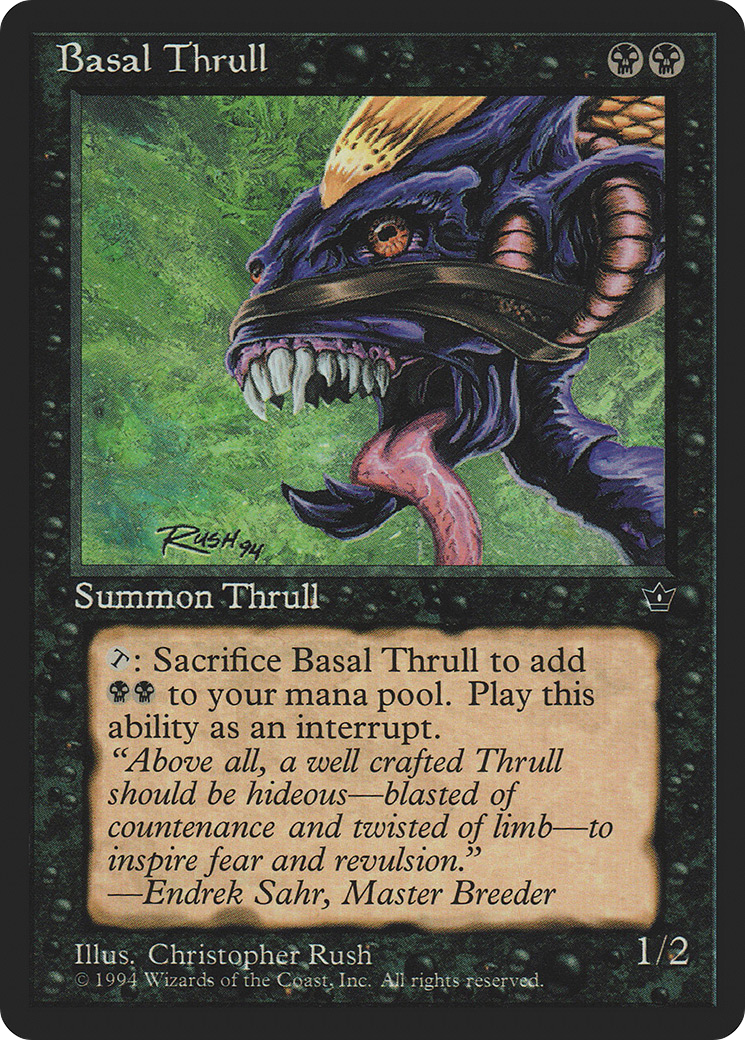 Basal Thrull
RUSH 94
Summon Thrull
T: Sacrifice Basal Thrull to add
to your mana pool. Play this
ability as an interrupt.
“Above all, a well crafted Thrull
should be hideous—blasted of
countenance and twisted of limb—to
inspire fear and revulsion.”
—Endrek Sahr, Master Breeder
Illus. Christopher Rush
1/2
© 1994 Wizards of the Coast, Inc. All rights reserved.